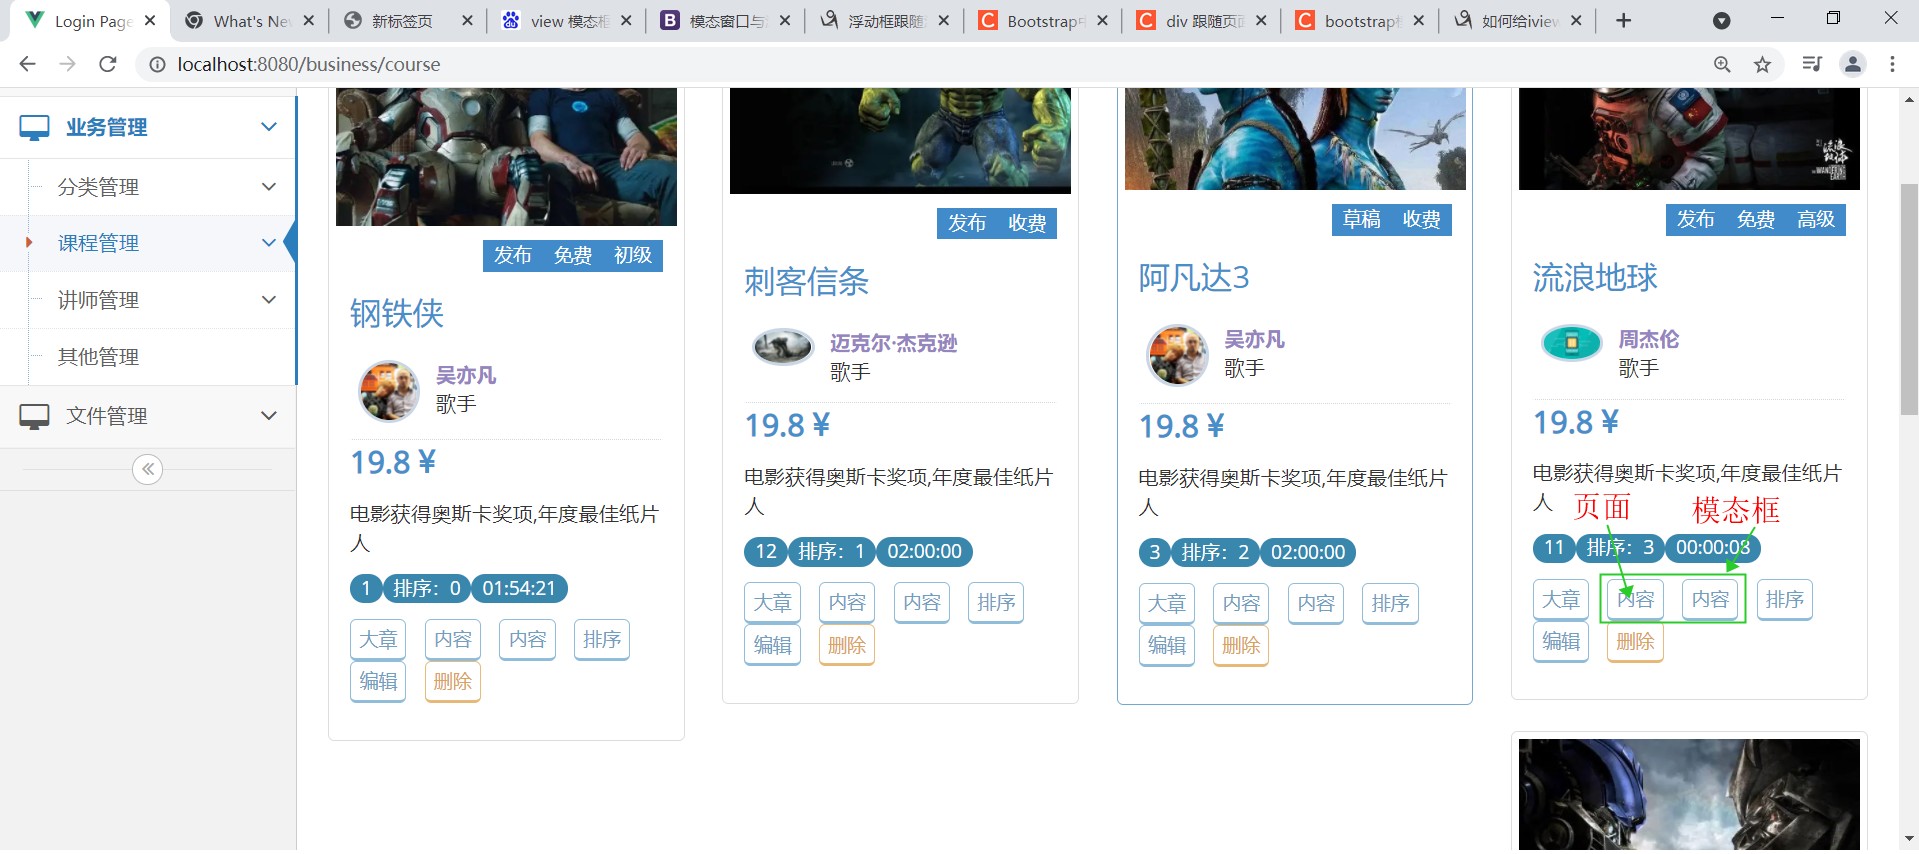 Login Page
What's Ne
新标签页
view 模态框
模态窗口与
浮动框跟随
Bootstrap
div 跟随页面
bootstrap
如何给iview
localhost:8080/business/course
业务管理
分类管理
课程管理
讲师管理
其他管理
文件管理
发布 免费 初级
钢铁侠
吴亦凡
歌手
19.8 ¥
电影获得奥斯卡奖项,年度最佳纸片
人
1 排序：0 01:54:21
大章 内容 内容 排序
编辑 删除
发布 收费
刺客信条
迈克尔·杰克逊
歌手
19.8 ¥
电影获得奥斯卡奖项,年度最佳纸片
人
12 排序：1 02:00:00
大章 内容 内容 排序
编辑 删除
草稿 收费
阿凡达3
吴亦凡
歌手
19.8 ¥
电影获得奥斯卡奖项,年度最佳纸片
人
3 排序：2 02:00:00
大章 内容 内容 排序
编辑 删除
流浪地球
THE WANDERING EARTH
发布 免费 高级
流浪地球
周杰伦
歌手
19.8 ¥
电影获得奥斯卡奖项,年度最佳纸片
人
页面 模态框
11 排序：3 00:00:03
大章 内容 内容 排序
编辑 删除